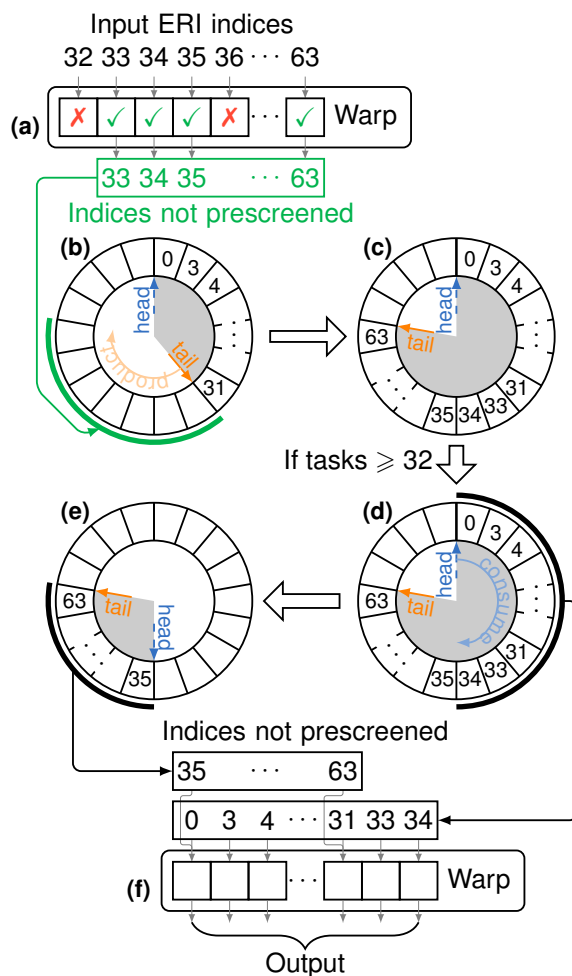 Input ERI indices
32 33 34 35 36 ··· 63
(a) ✗ ✓ ✓ ✓ ✗ ··· ✓ Warp
33 34 35 ··· 63
Indices not prescreened
(b) 0 3 4 ··· 31 head tail product
(c) 0 3 4 ··· 31 33 34 35 ··· 63 head tail
If tasks ⩾ 32
(e) 63 ··· 35 tail head
(d) 0 3 4 ··· 31 33 34 35 ··· 63 head tail consume
Indices not prescreened
35 ··· 63
0 3 4 ··· 31 33 34
(f) ··· Warp
Output